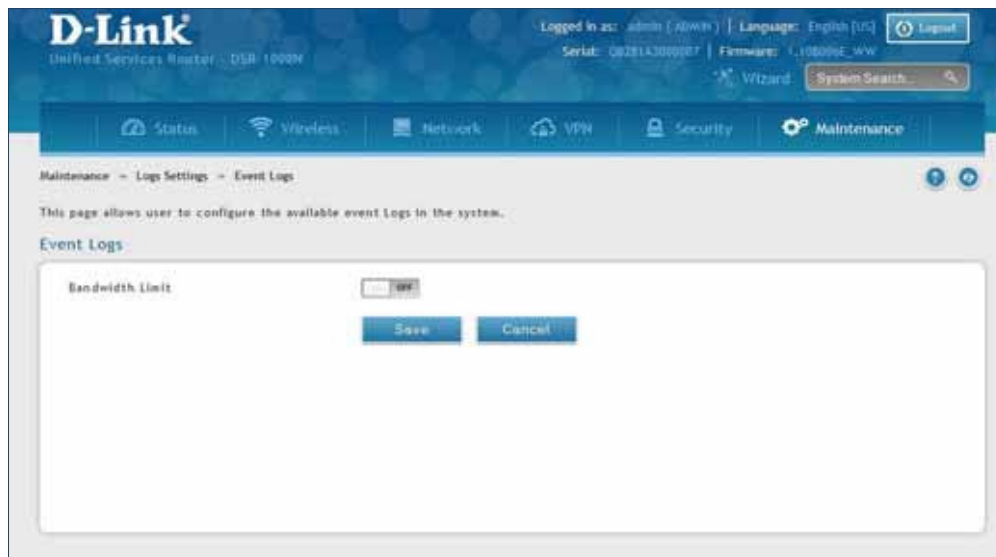 D-Link
Unified Services Router - DSR-1000N
Logged in as: admin ( ADMIN ) | Language: English [US]
Logout
Serial: | Firmware:
Wizard
System Search...
Status
Wireless
Network
VPN
Security
Maintenance
Maintenance » Logs Settings » Event Logs
This page allows user to configure the available event Logs in the system.
Event Logs
Bandwidth Limit
OFF
Save
Cancel